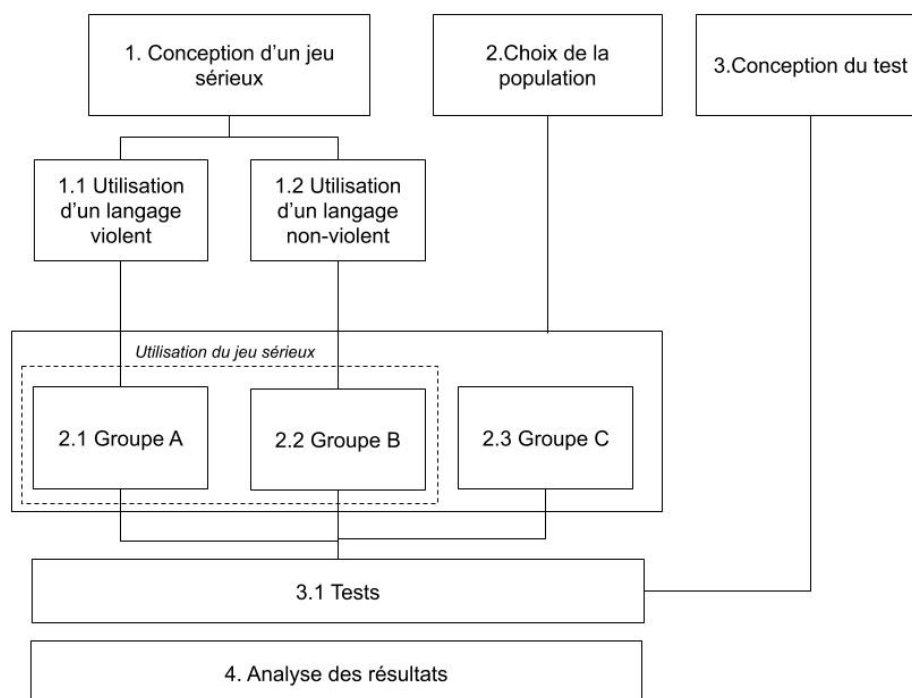 1. Conception d'un jeu
sérieux
2.Choix de la
population
3.Conception du test
1.1 Utilisation
d'un langage
violent
1.2 Utilisation
d'un langage
non-violent
Utilisation du jeu sérieux
2.1 Groupe A
2.2 Groupe B
2.3 Groupe C
3.1 Tests
4. Analyse des résultats